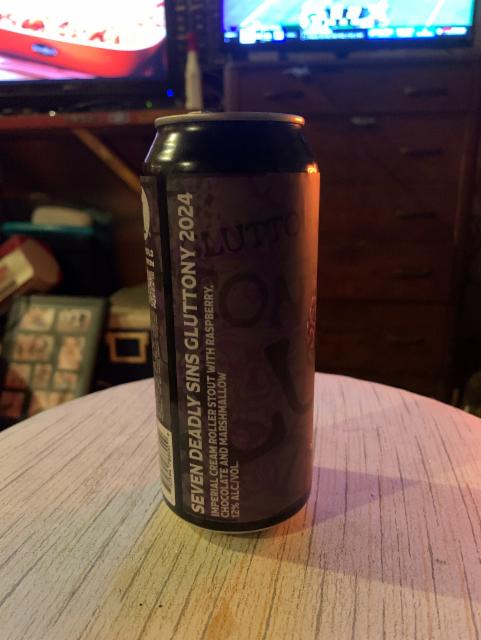 SEVEN DEADLY SINS GLUTTONY 2024
IMPERIAL CREAM ROLLER STOUT WITH RASPBERRY,
CHOCOLATE AND MARSHMALLOW
12% ALC/VOL